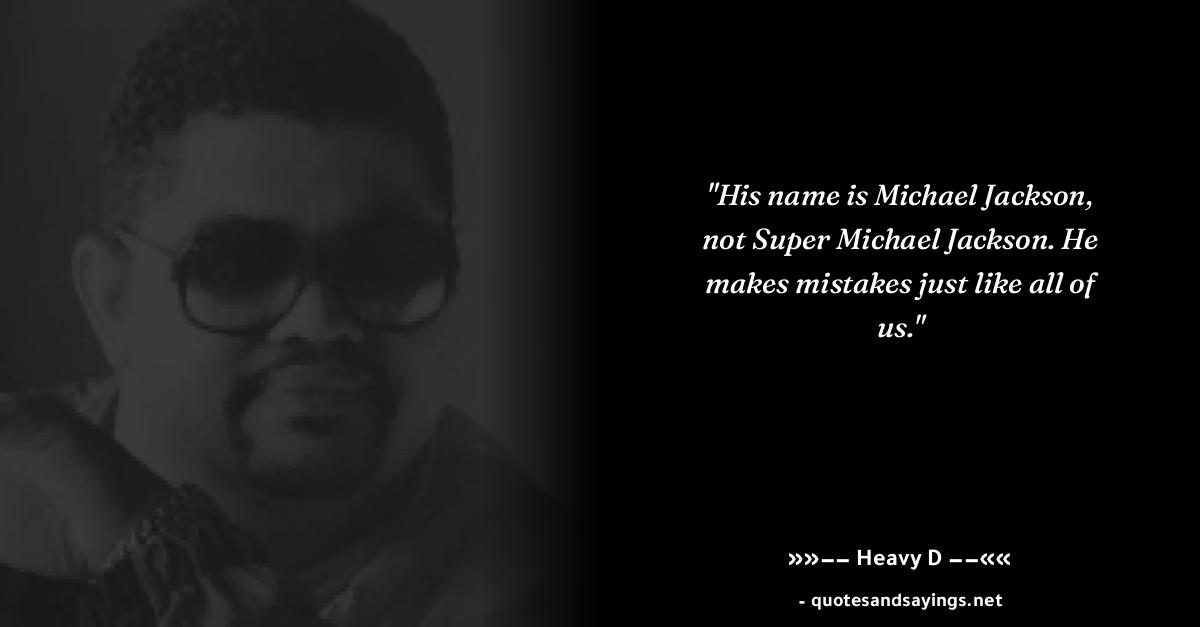 "His name is Michael Jackson,
not Super Michael Jackson. He
makes mistakes just like all of
us."
»»−− Heavy D −−««
- quotesandsayings.net